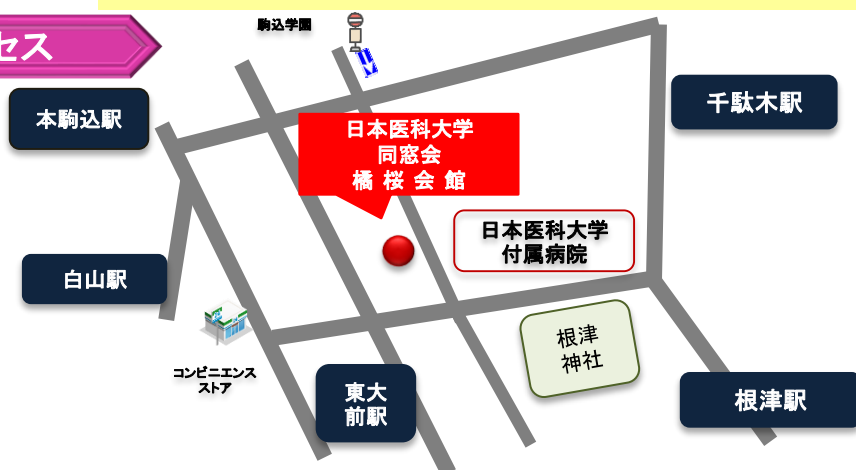 セス
駒込学園
本駒込駅
千駄木駅
日本医科大学
同窓会
橘 桜 会 館
日本医科大学
付属病院
白山駅
コンビニエンス
ストア
根津
神社
東大
前駅
根津駅